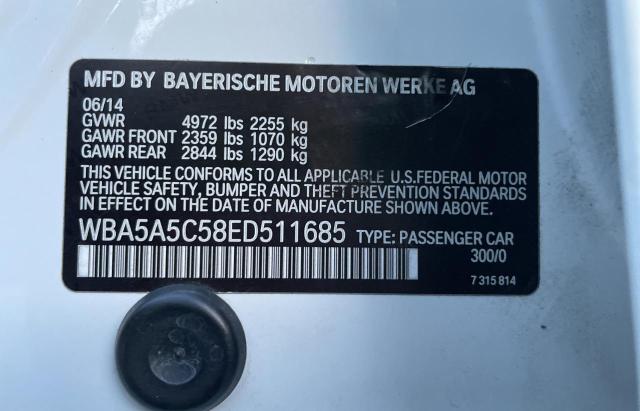 MFD BY BAYERISCHE MOTOREN WERKE AG
06/14
GVWR 4972 lbs 2255 kg
GAWR FRONT 2359 lbs 1070 kg
GAWR REAR 2844 lbs 1290 kg
THIS VEHICLE CONFORMS TO ALL APPLICABLE U.S.FEDERAL MOTOR
VEHICLE SAFETY, BUMPER AND THEFT PREVENTION STANDARDS
IN EFFECT ON THE DATE OF MANUFACTURE SHOWN ABOVE.
WBA5A5C58ED511685 TYPE: PASSENGER CAR
300/0
7 315 814